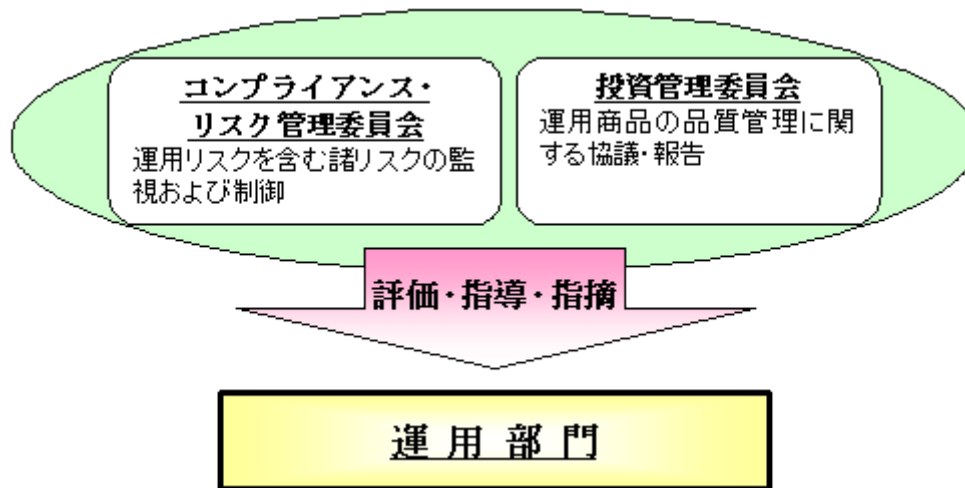 コンプライアンス・
リスク管理委員会
運用リスクを含む諸リスクの監
視および制御
投資管理委員会
運用商品の品質管理に関
する協議・報告
評価・指導・指摘
運用部門